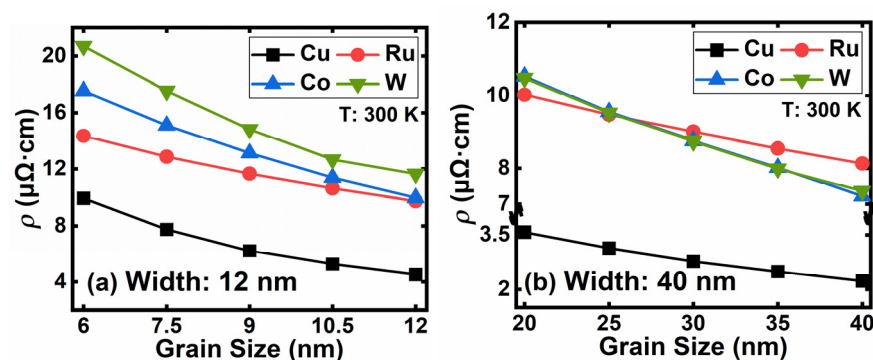 20
16
12
8
4
ρ (μΩ·cm)
Cu Ru
Co W
T: 300 K
(a) Width: 12 nm
6 7.5 9 10.5 12
Grain Size (nm)
12
10
8
7
3.5
2
ρ (μΩ·cm)
Cu Ru
Co W
T: 300 K
(b) Width: 40 nm
20 25 30 35 40
Grain Size (nm)